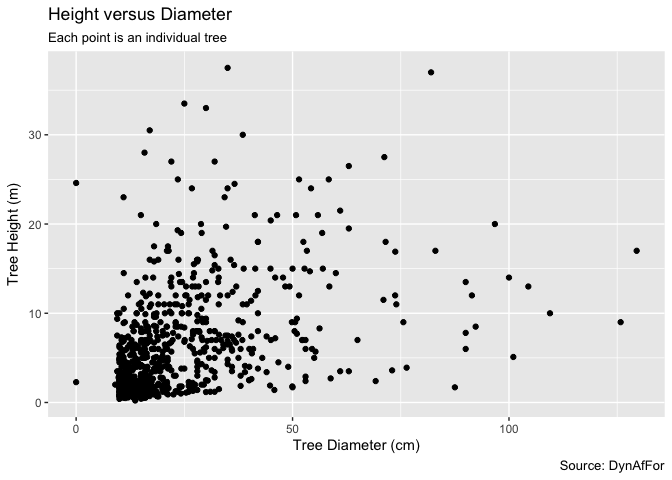 Height versus Diameter
Each point is an individual tree
Tree Height (m)
30
20
10
0
0 50 100
Tree Diameter (cm)
Source: DynAfFor